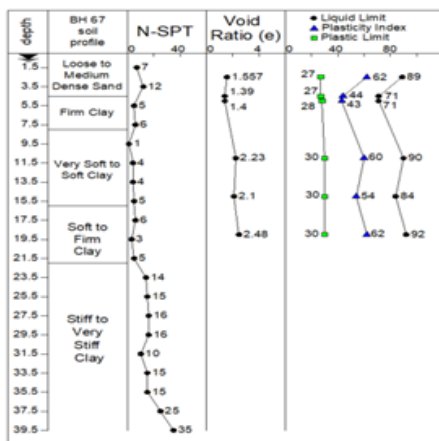 depth
BH 67
soil
profile
N-SPT
0 20 40
Void
Ratio (e)
Liquid Limit
Plasticity Index
Plastic Limit
0 20 40 60 80 100
1.5
3.5
5.5
7.5
9.5
11.5
13.5
15.5
17.5
19.5
21.5
23.5
25.5
27.5
29.5
31.5
33.5
35.5
37.5
39.5
Loose to
Medium
Dense Sand
Firm Clay
Very Soft to
Soft Clay
Soft to
Firm
Clay
Stiff to
Very
Stiff
Clay
7
12
5
6
1
4
4
5
6
3
5
14
15
16
16
10
15
15
25
35
1.557
1.39
1.4
2.23
2.1
2.48
27 62 89
27 44 71
28 43 71
30 60 90
30 54 84
30 62 92